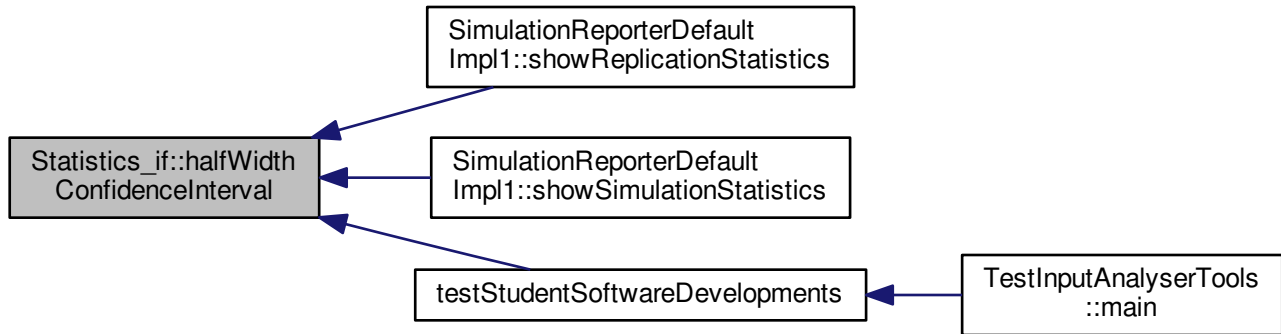 SimulationReporterDefault
Impl1::showReplicationStatistics
Statistics_if::halfWidth
ConfidenceInterval
SimulationReporterDefault
Impl1::showSimulationStatistics
testStudentSoftwareDevelopments
TestInputAnalyserTools
::main